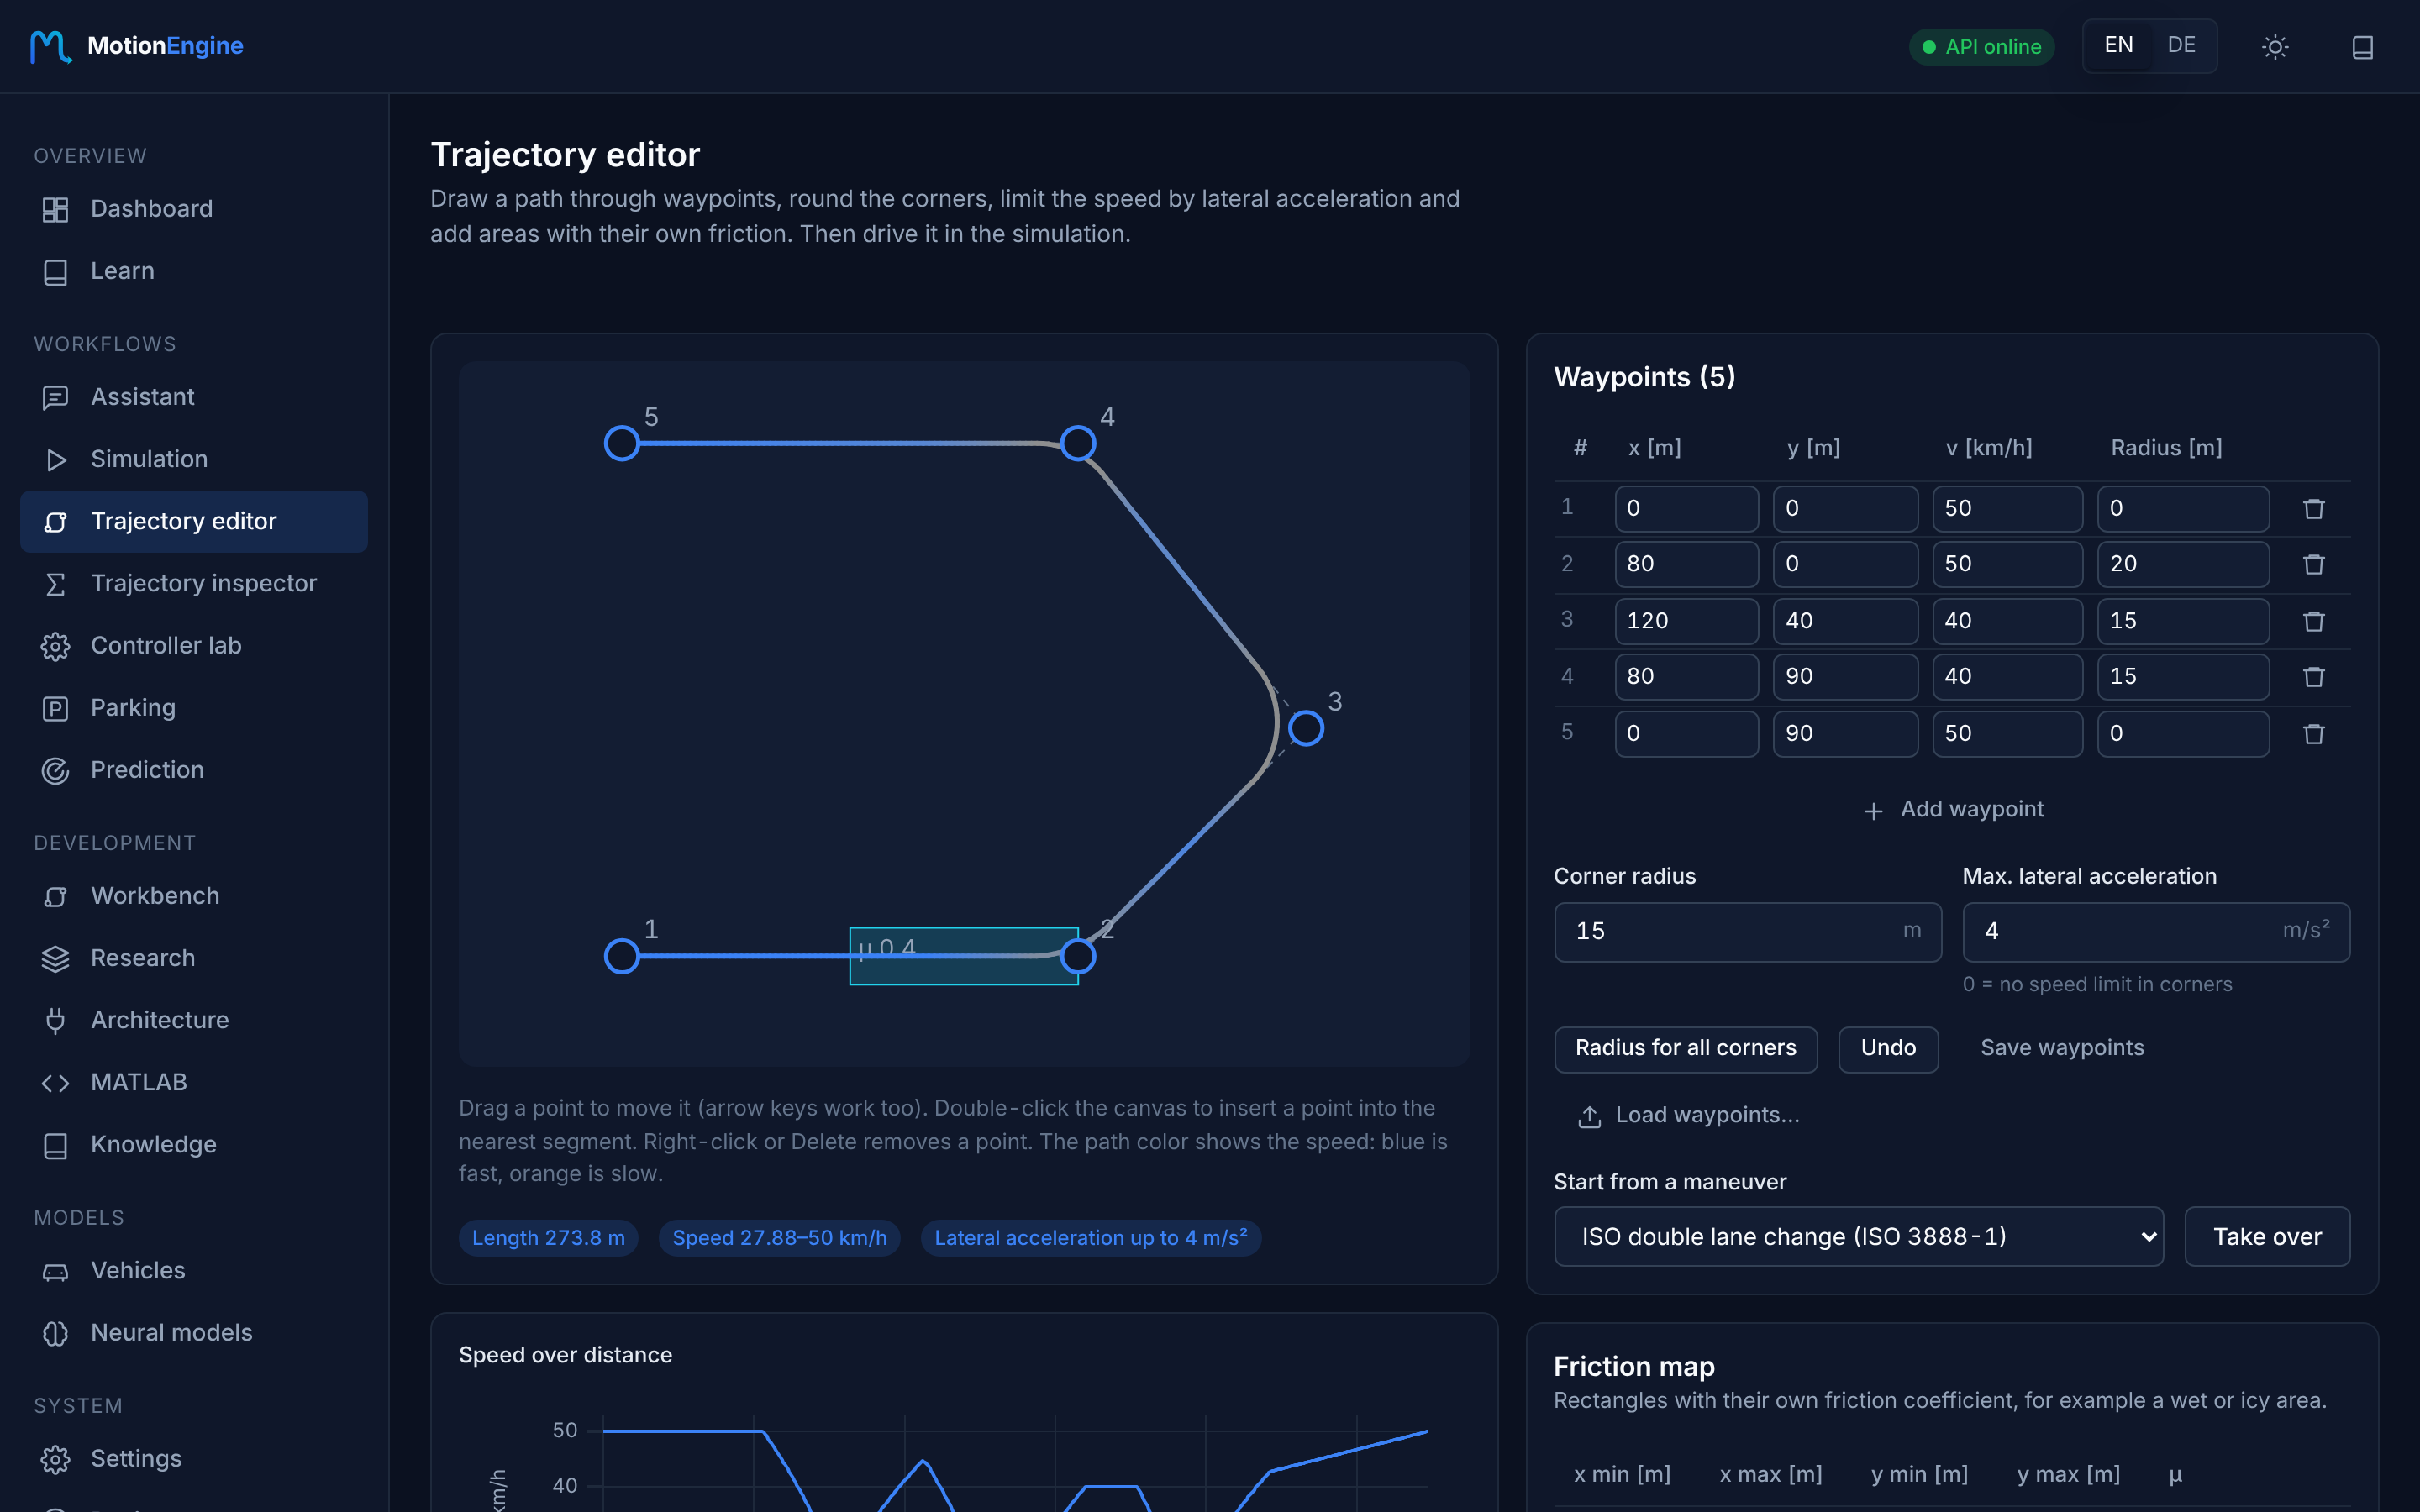 MotionEngine
API online
EN DE
OVERVIEW
Dashboard
Learn
WORKFLOWS
Assistant
Simulation
Trajectory editor
Trajectory inspector
Controller lab
Parking
Prediction
DEVELOPMENT
Workbench
Research
Architecture
MATLAB
Knowledge
MODELS
Vehicles
Neural models
SYSTEM
Settings
Trajectory editor
Draw a path through waypoints, round the corners, limit the speed by lateral acceleration and
add areas with their own friction. Then drive it in the simulation.
5
4
3
1
2
µ 0.4
Drag a point to move it (arrow keys work too). Double-click the canvas to insert a point into the
nearest segment. Right-click or Delete removes a point. The path color shows the speed: blue is
fast, orange is slow.
Length 273.8 m
Speed 27.88–50 km/h
Lateral acceleration up to 4 m/s²
Speed over distance
50
40
km/h
Waypoints (5)
# x [m] y [m] v [km/h] Radius [m]
1 0 0 50 0
2 80 0 50 20
3 120 40 40 15
4 80 90 40 15
5 0 90 50 0
Add waypoint
Corner radius
15 m
Max. lateral acceleration
4 m/s²
0 = no speed limit in corners
Radius for all corners
Undo
Save waypoints
Load waypoints...
Start from a maneuver
ISO double lane change (ISO 3888-1)
Take over
Friction map
Rectangles with their own friction coefficient, for example a wet or icy area.
x min [m] x max [m] y min [m] y max [m] µ